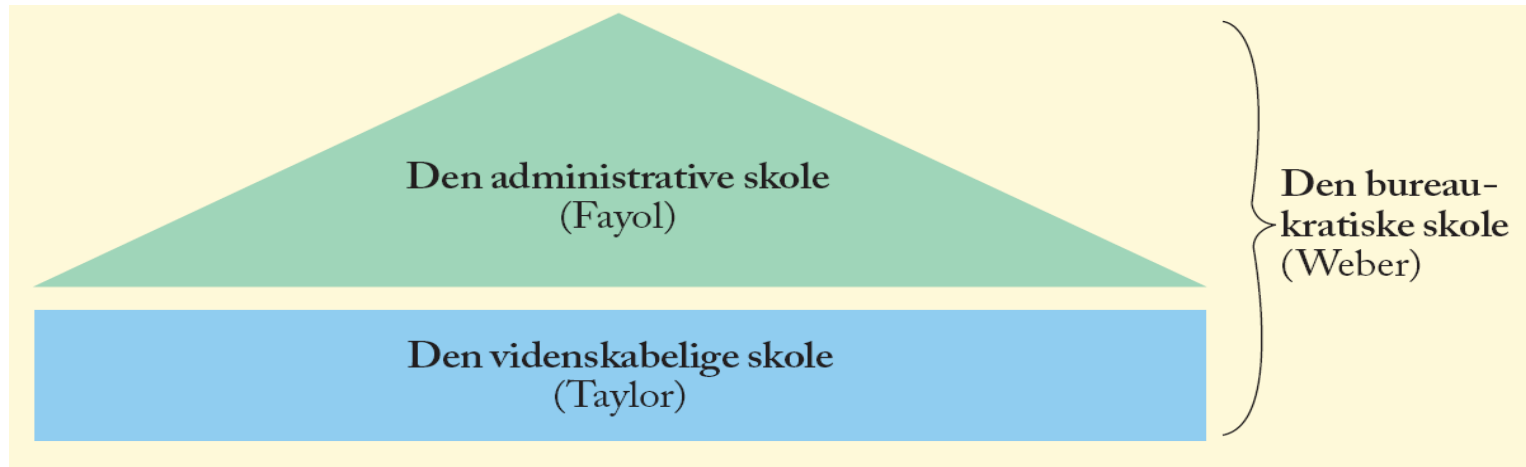 Den administrative skole
(Fayol)
Den bureau-
kratiske skole
(Weber)
Den videnskabelige skole
(Taylor)